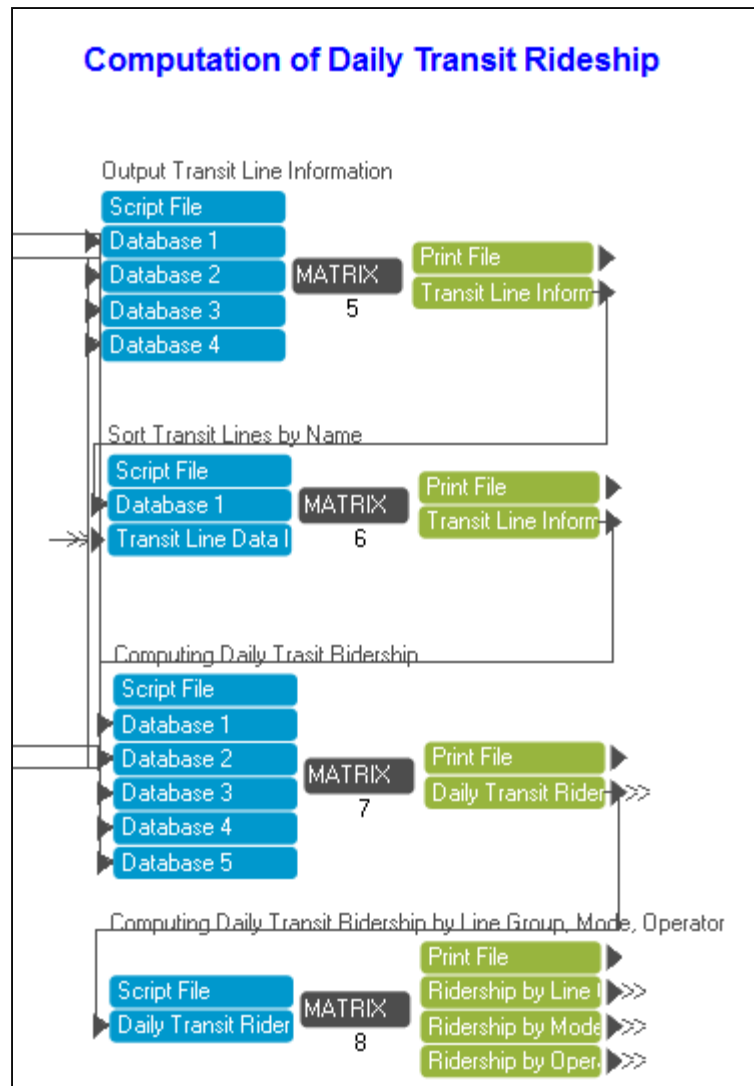 Computation of Daily Transit Rideship
Output Transit Line Information
Script File
Database 1
Database 2
Database 3
Database 4
MATRIX
5
Print File
Transit Line Inform
Sort Transit Lines by Name
Script File
Database 1
Transit Line Data I
MATRIX
6
Print File
Transit Line Inform
Computing Daily Trasit Ridership
Script File
Database 1
Database 2
Database 3
Database 4
Database 5
MATRIX
7
Print File
Daily Transit Rider
Computing Daily Transit Ridership by Line Group, Mode, Operator
Script File
Daily Transit Rider
MATRIX
8
Print File
Ridership by Line
Ridership by Mode
Ridership by Oper